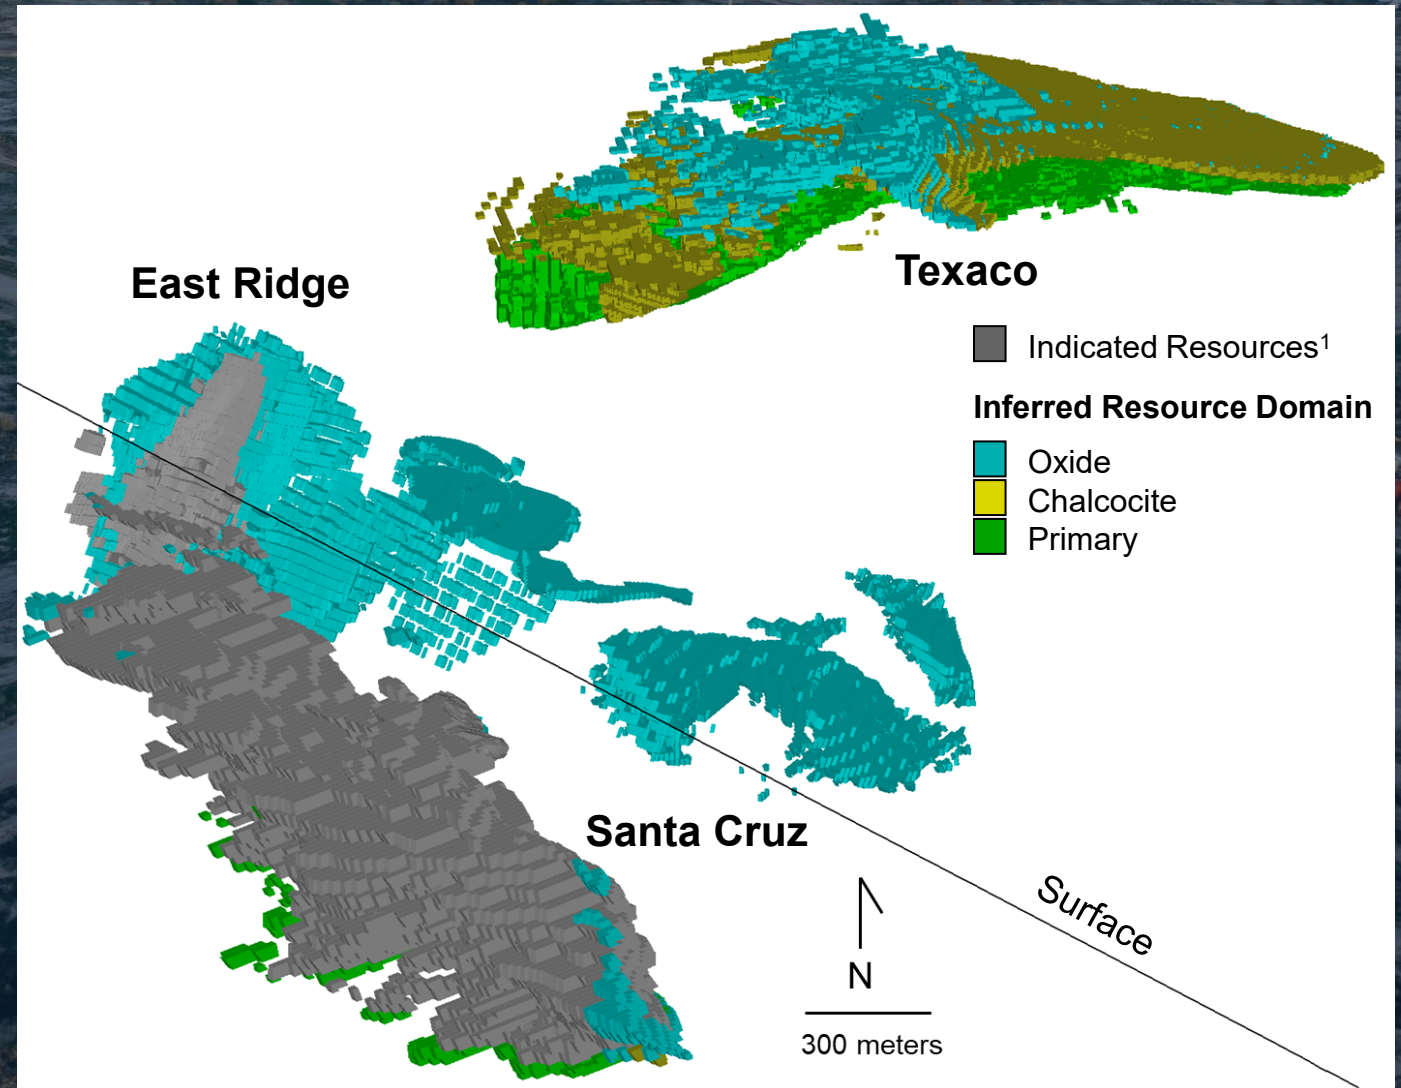 East Ridge
Texaco
Indicated Resources¹
Inferred Resource Domain
Oxide
Chalcocite
Primary
Santa Cruz
Surface
N
300 meters